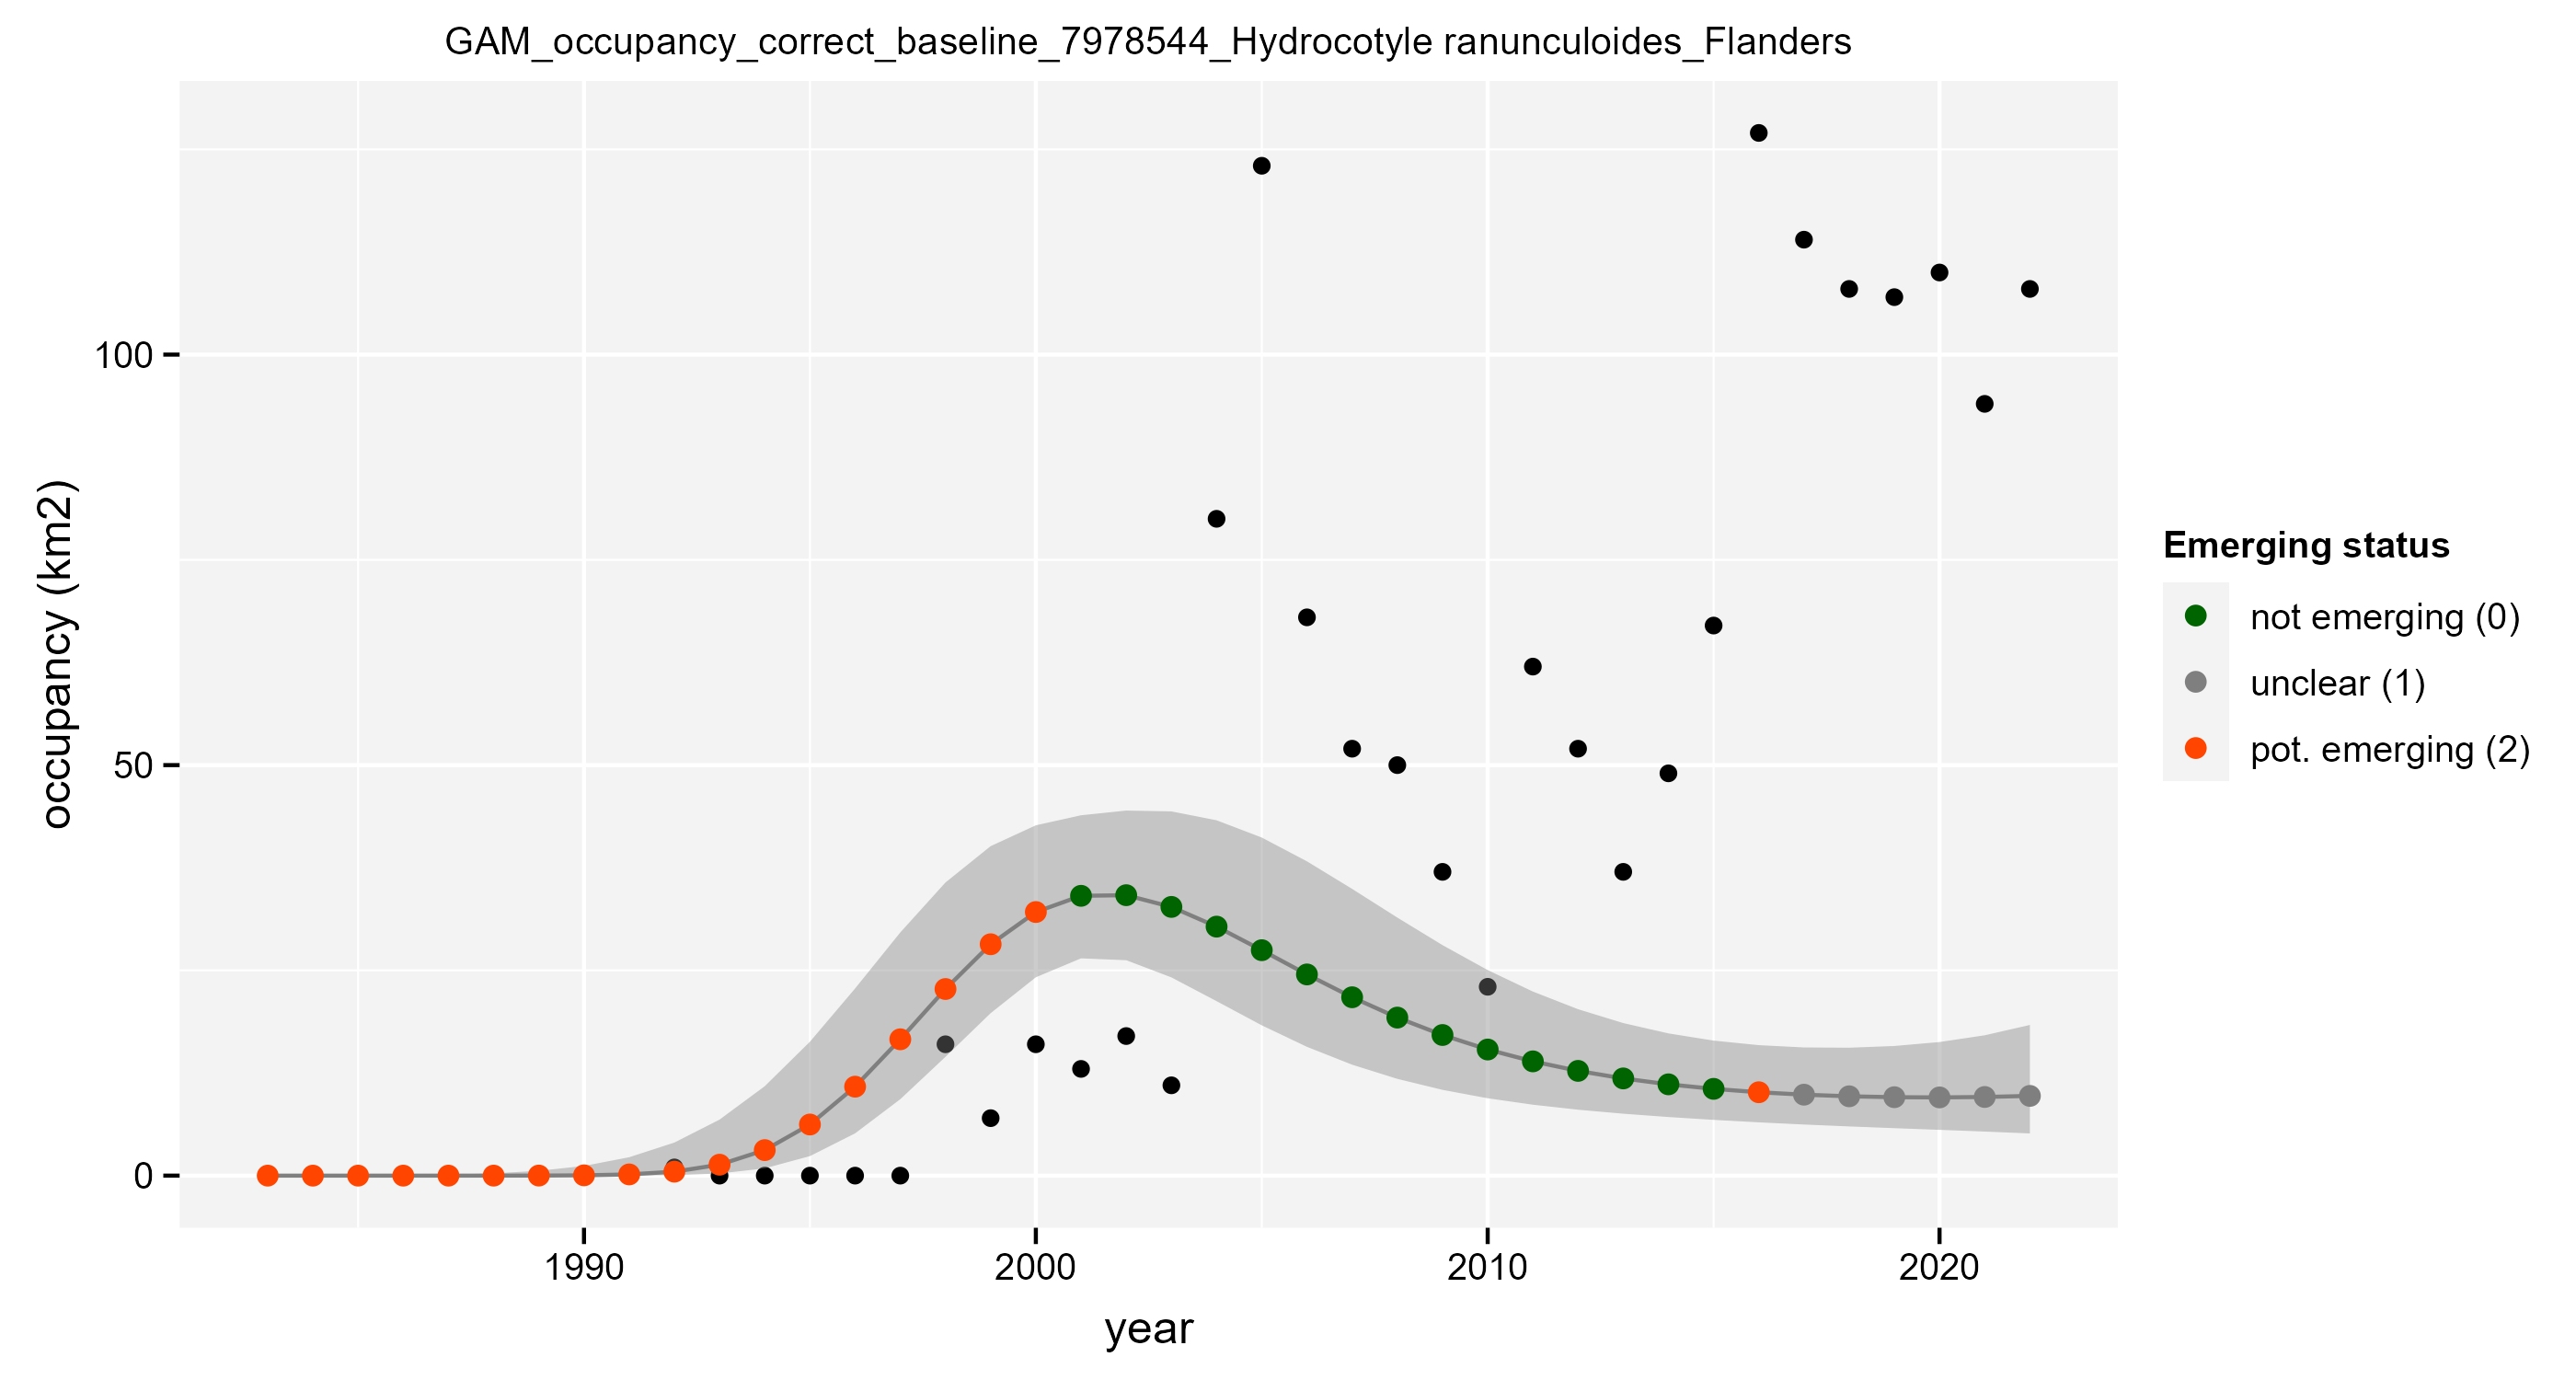 GAM_occupancy_correct_baseline_7978544_Hydrocotyle ranunculoides_Flanders
occupancy (km2)
100
50
0
1990
2000
2010
2020
year
Emerging status
not emerging (0)
unclear (1)
pot. emerging (2)